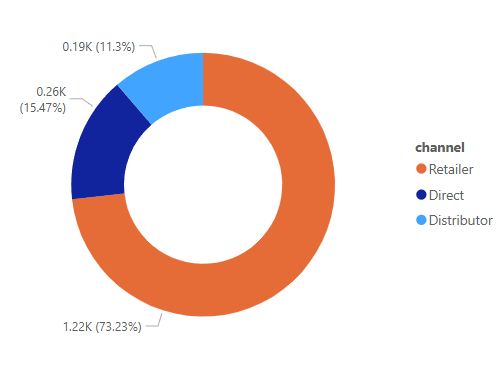 0.19K (11.3%)
0.26K
(15.47%)
1.22K (73.23%)
channel
Retailer
Direct
Distributor